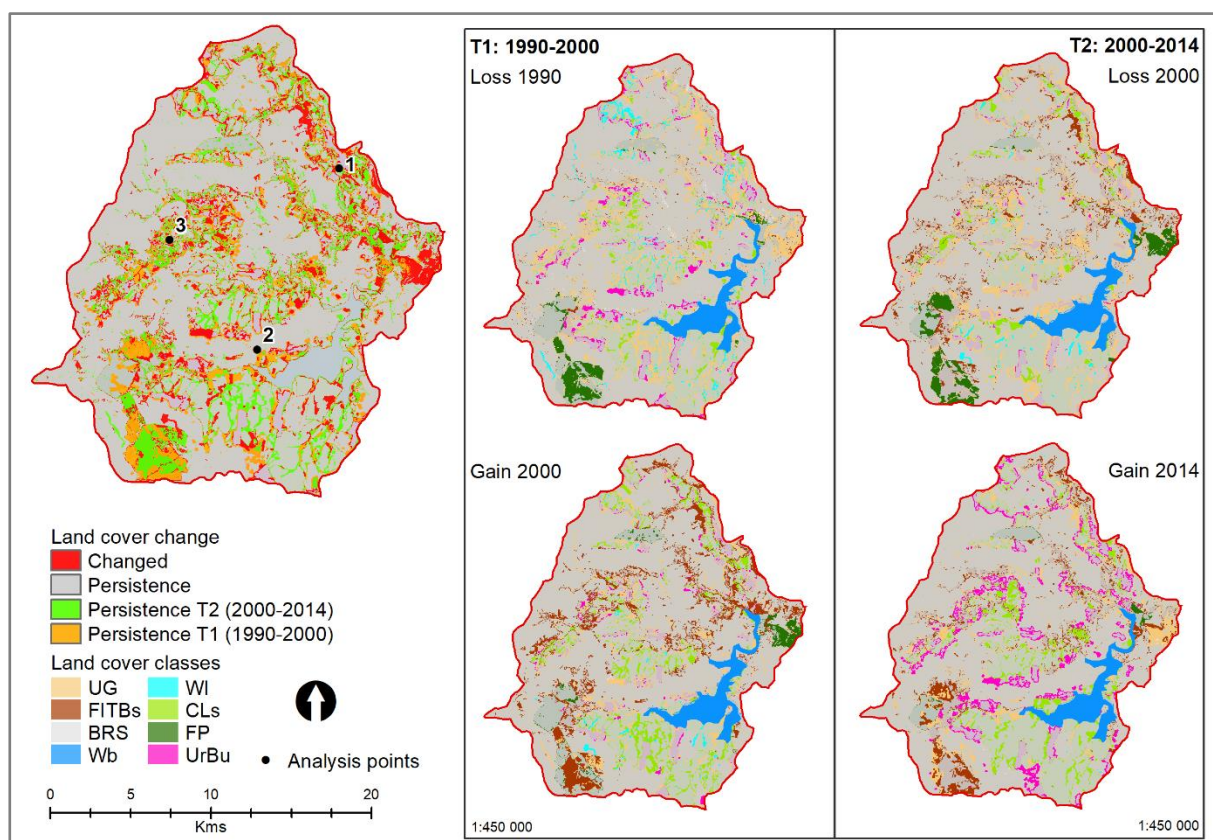 1
3
2
Land cover change
Changed
Persistence
Persistence T2 (2000-2014)
Persistence T1 (1990-2000)
Land cover classes
UG
WI
FITBs
CLs
BRS
FP
Wb
UrBu
Analysis points
0 5 10 20
Kms
T1: 1990-2000
Loss 1990
T2: 2000-2014
Loss 2000
Gain 2000
Gain 2014
1:450 000
1:450 000